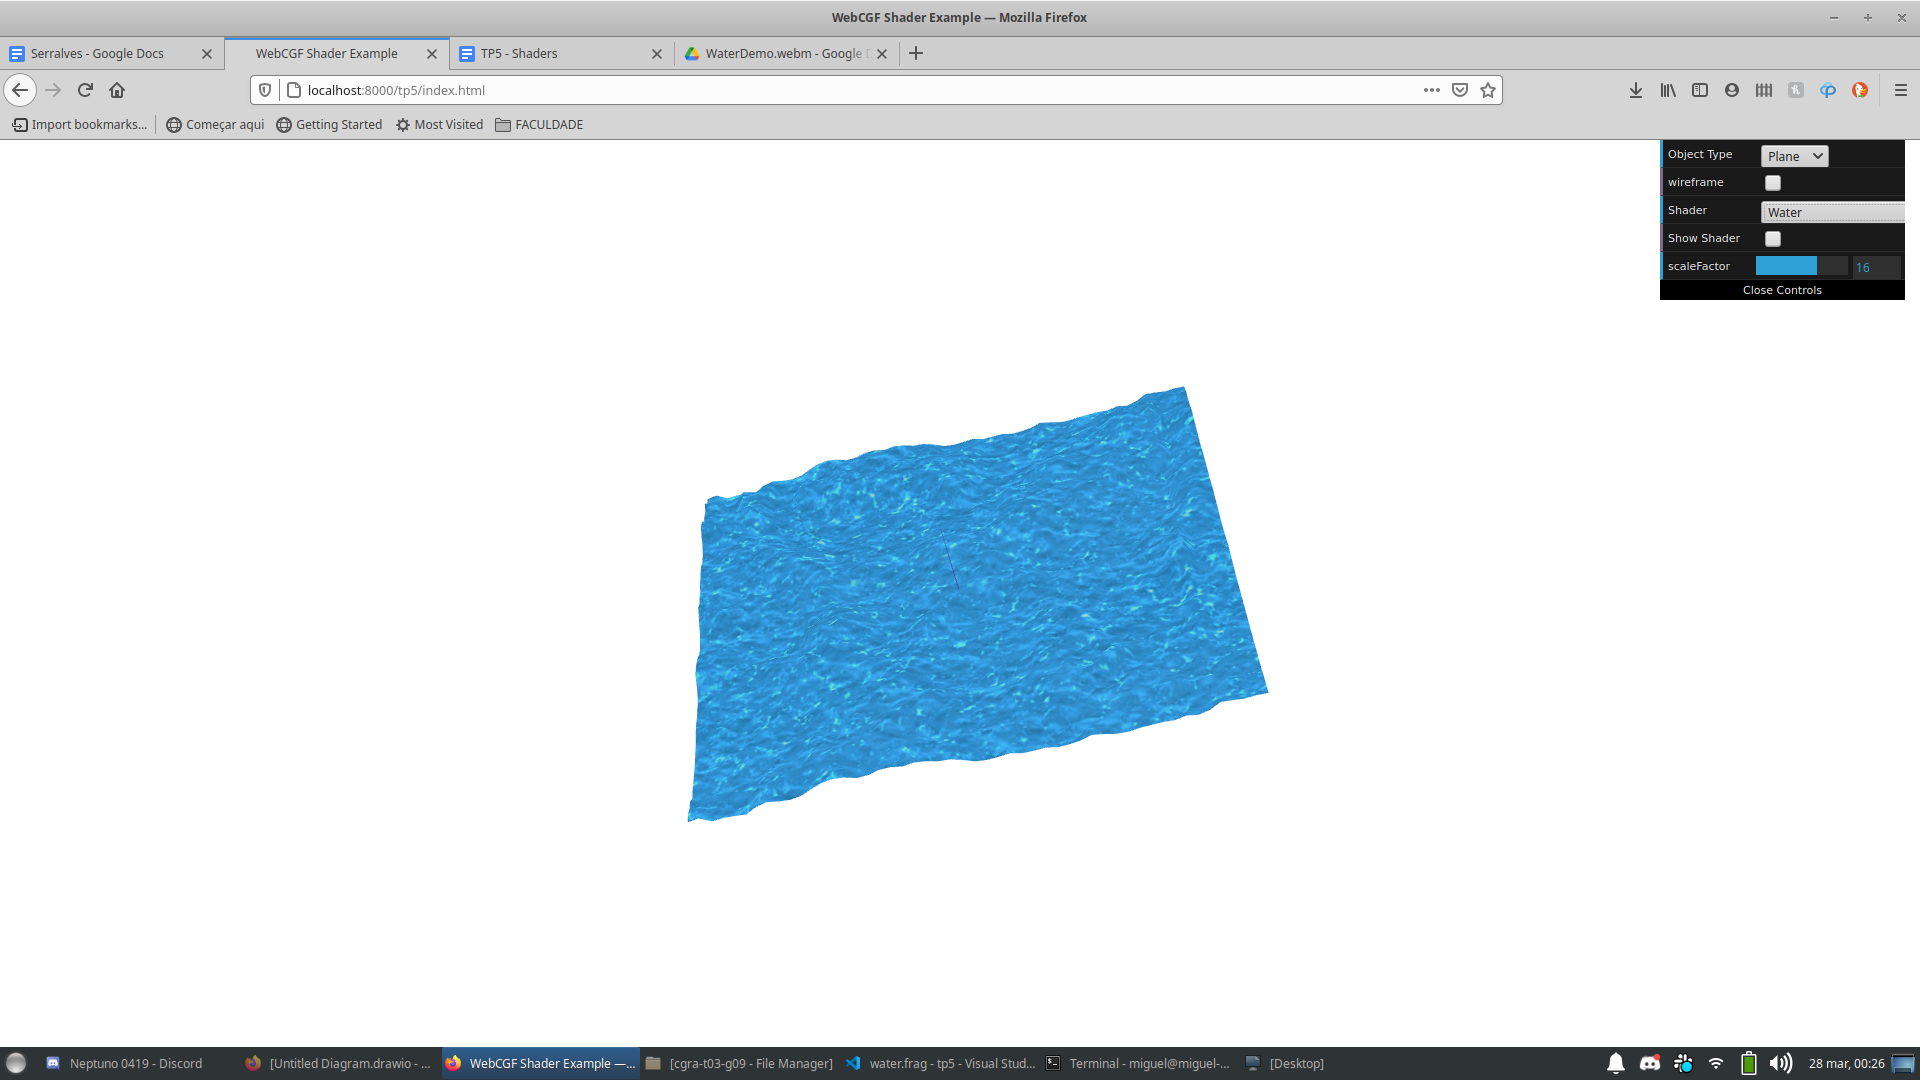 WebCGF Shader Example — Mozilla Firefox
Serralves - Google Docs
WebCGF Shader Example
TP5 - Shaders
WaterDemo.webm - Google
localhost:8000/tp5/index.html
Import bookmarks...
Começar aqui
Getting Started
Most Visited
FACULDADE
Object Type
Plane
wireframe
Shader
Water
Show Shader
scaleFactor
16
Close Controls
Neptuno 0419 - Discord
[Untitled Diagram.drawio - ...
WebCGF Shader Example —...
[cgra-t03-g09 - File Manager]
water.frag - tp5 - Visual Stud...
Terminal - miguel@miguel-...
[Desktop]
28 mar, 00:26